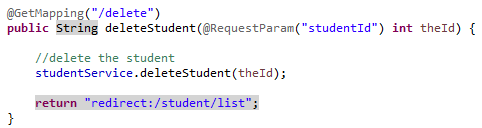 @GetMapping("/delete")
public String deleteStudent(@RequestParam("studentId") int theId) {
//delete the student
studentService.deleteStudent(theId);
return "redirect:/student/list";
}